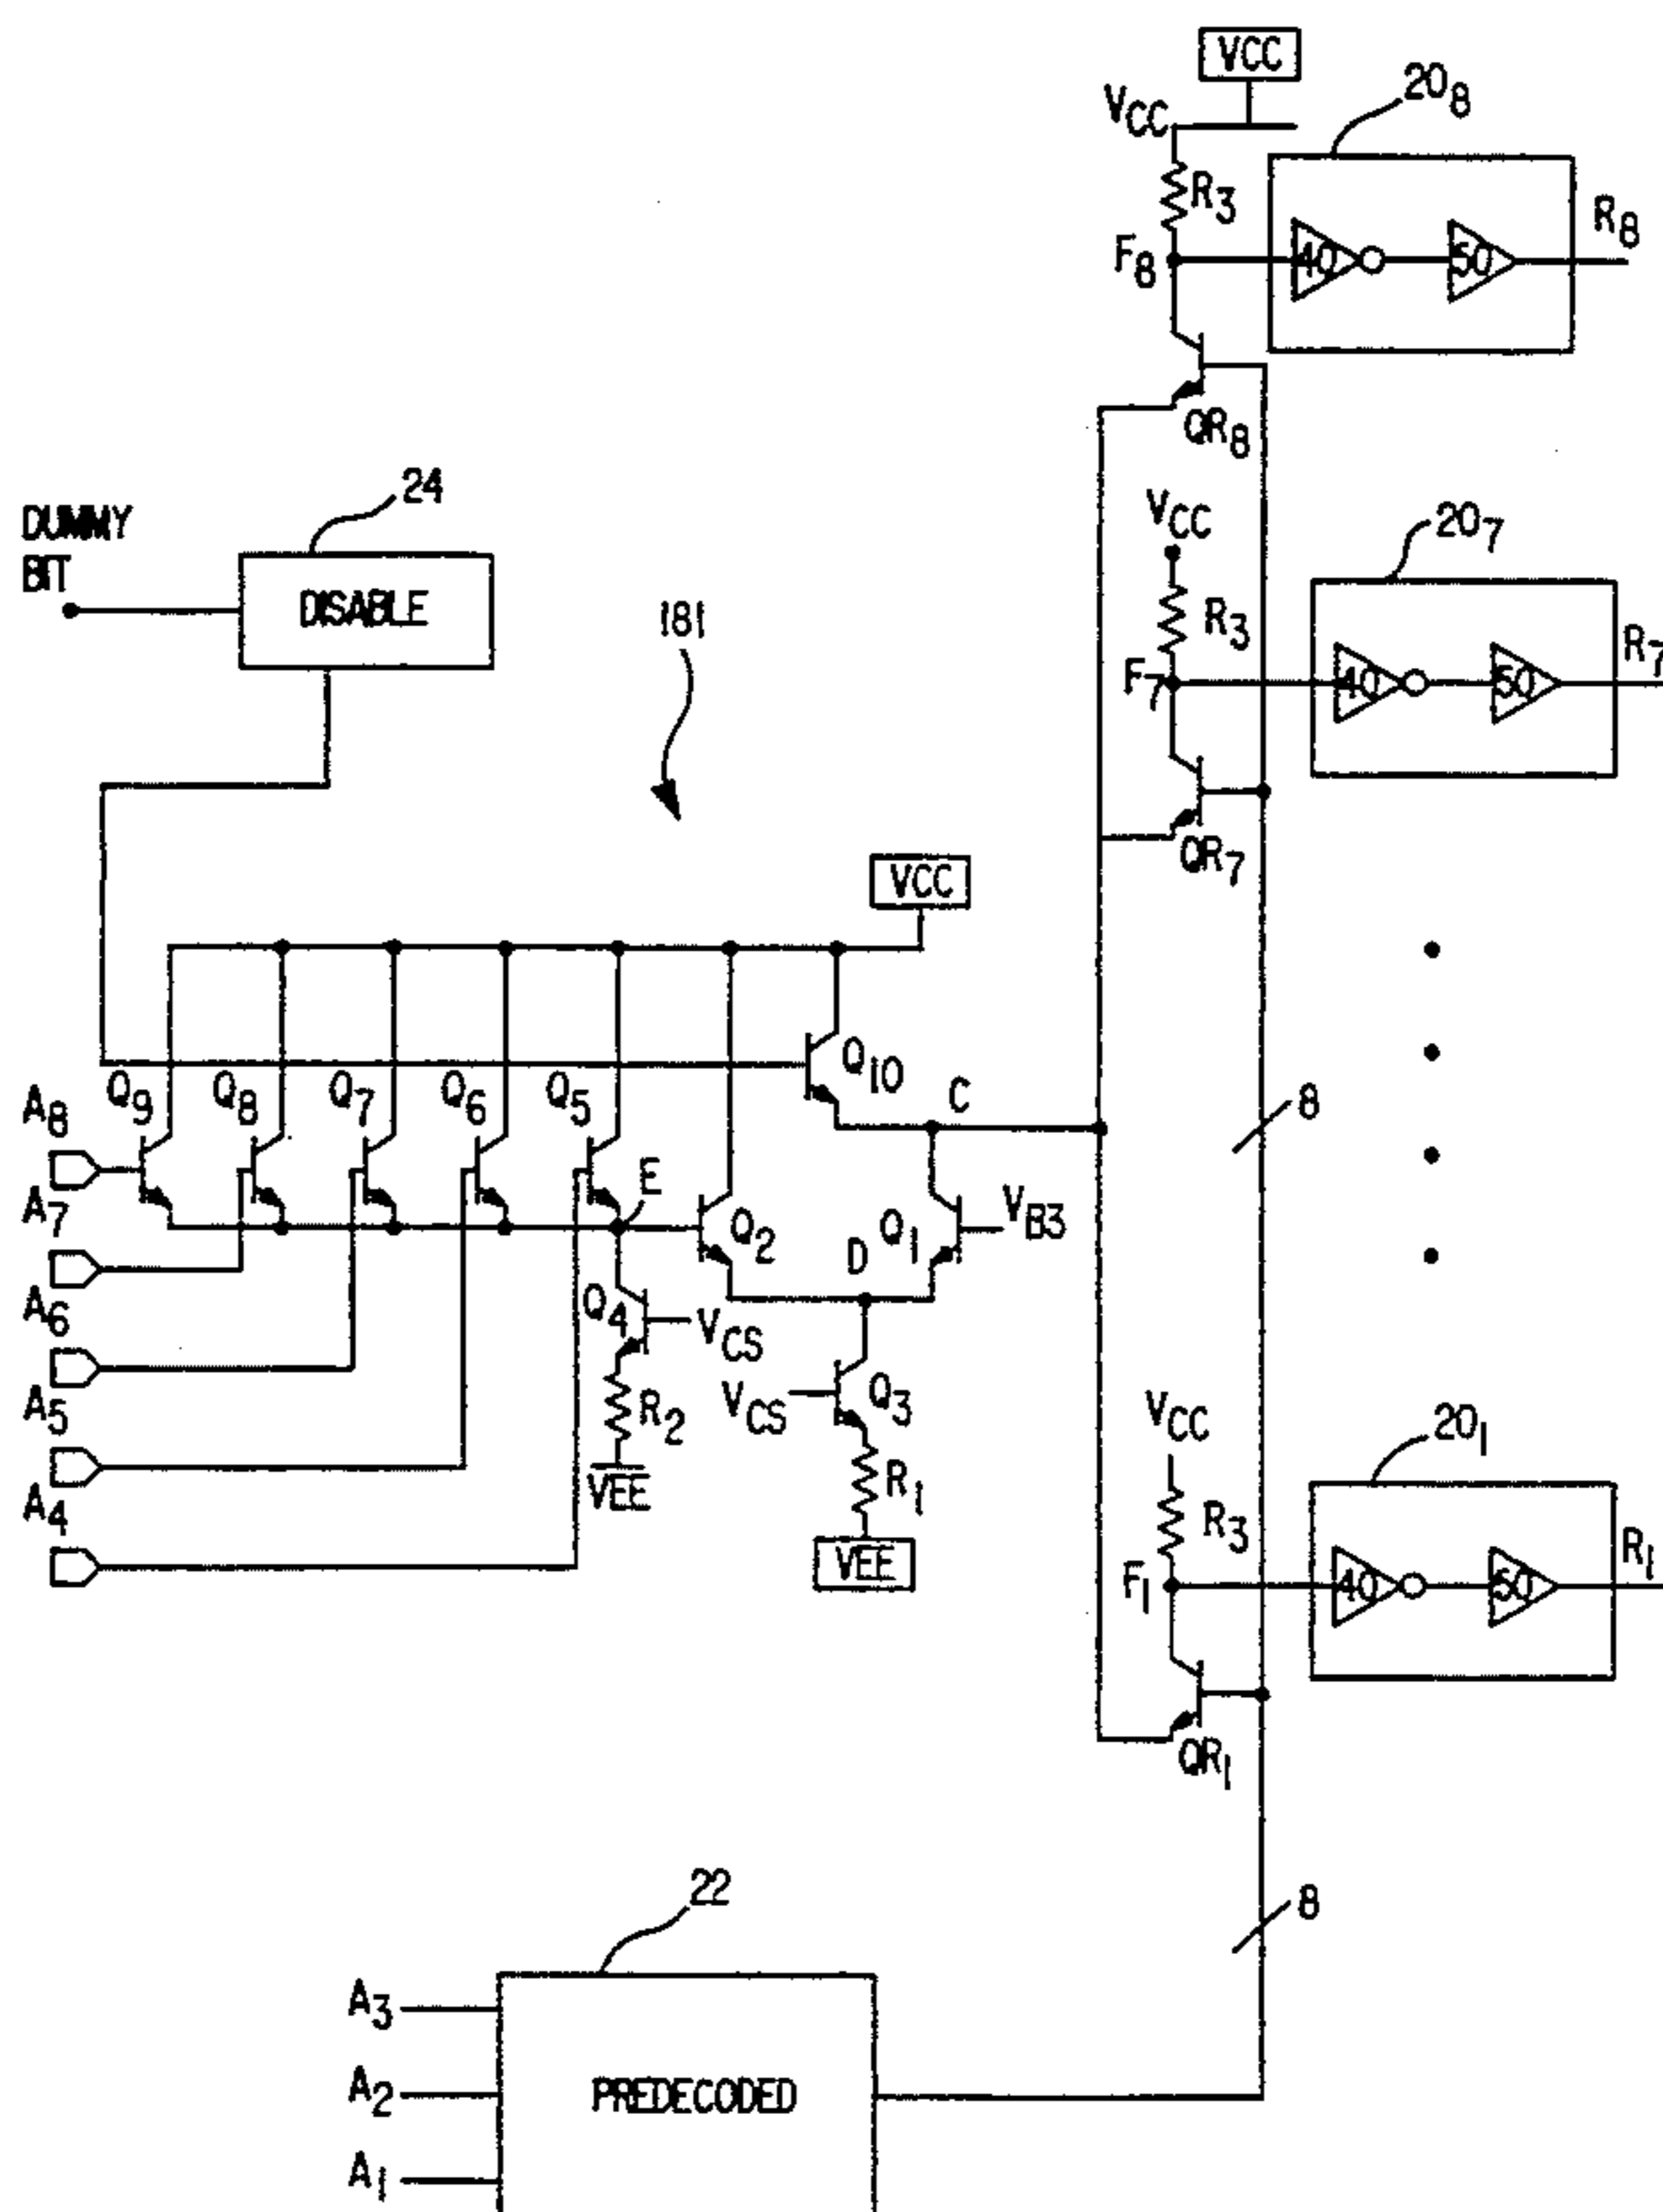 VCC
VCC
R3
208
F8
40
50
R8
QR8
DUMMY
BIT
24
DISABLE
VCC
R3
207
F7
40
50
R7
QR7
181
VCC
A8
Q9
Q8
Q7
Q6
Q5
Q10
C
8
A7
E
Q2
Q1
VB3
D
A6
Q4
VCS
VCS
Q3
A5
R2
VEE
R1
VEE
A4
VCC
R3
201
F1
40
50
R1
QR1
22
8
A3
A2
PREDECODED
A1